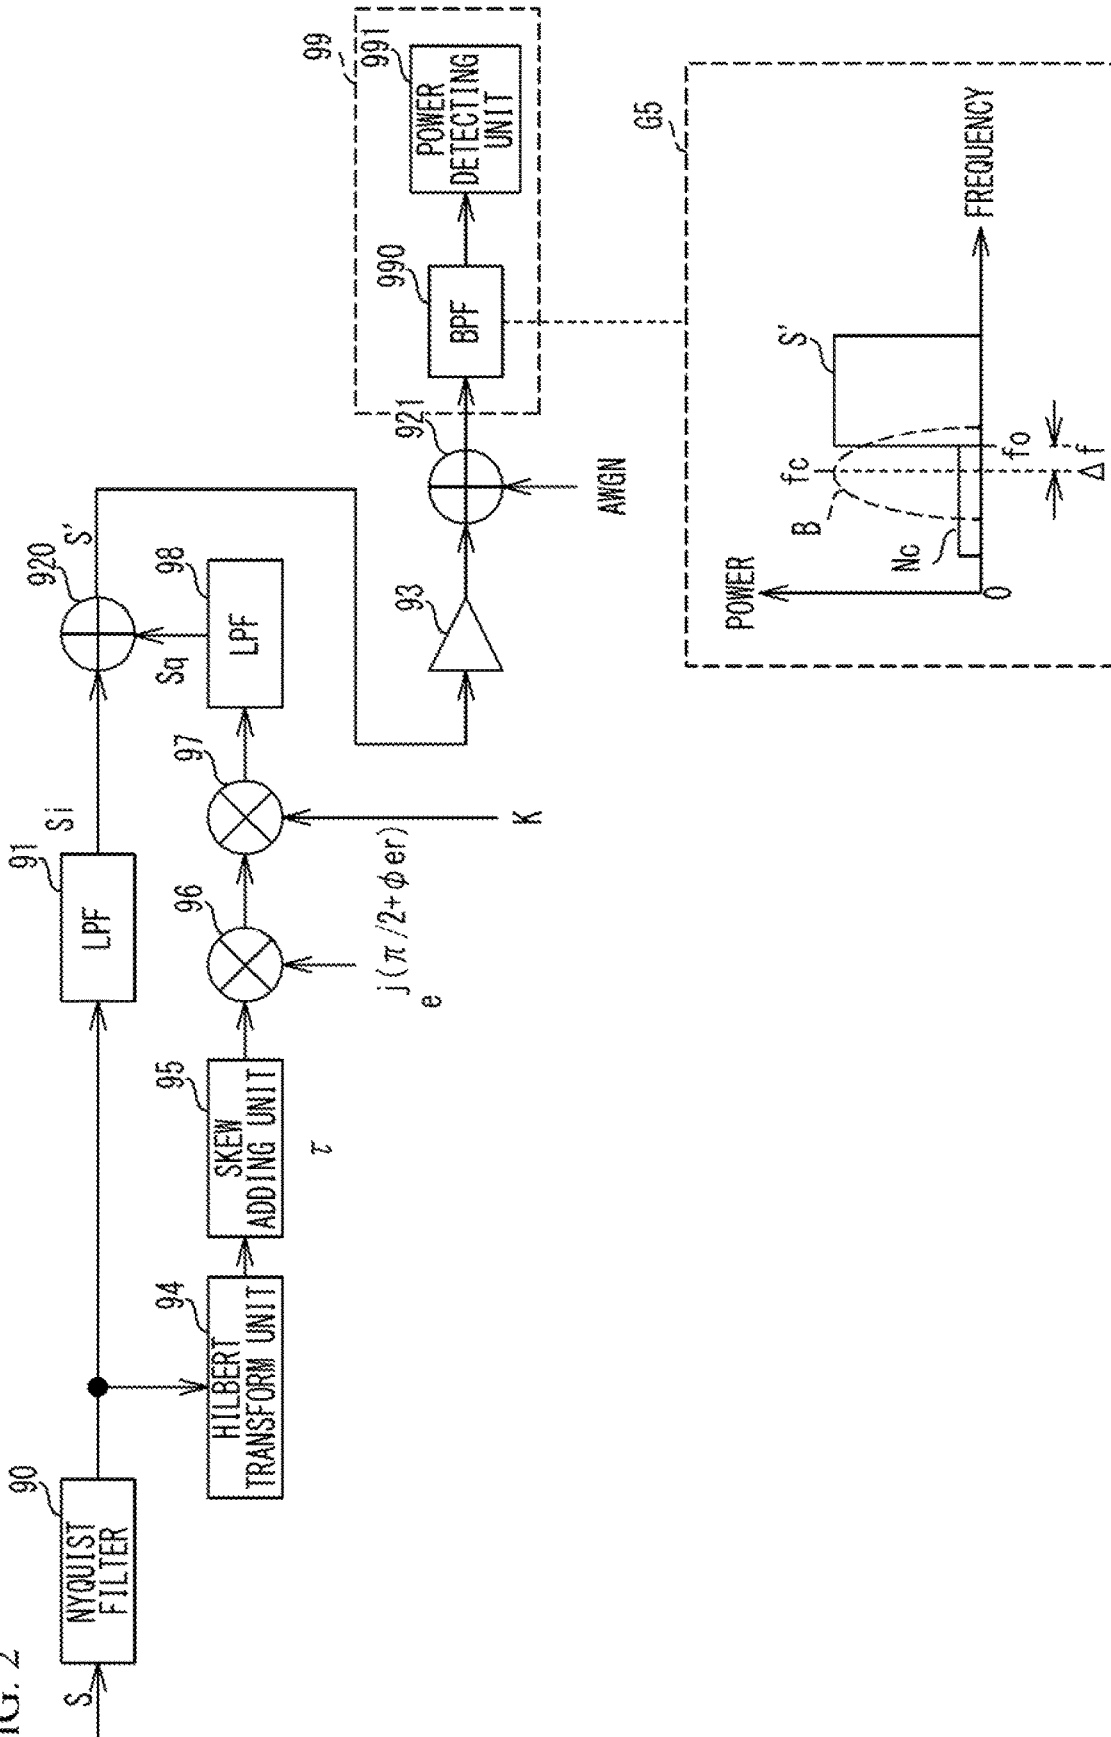 FIG. 2
S
90
NYQUIST
FILTER
91
LPF
Si
920
S'
94
HILBERT
TRANSFORM UNIT
95
SKEW
ADDING UNIT
τ
96
e j(π/2+φer)
97
K
98
LPF
Sq
93
921
AWGN
99
990
BPF
991
POWER
DETECTING
UNIT
G5
POWER
0
FREQUENCY
Nc
B
fc
S'
fo
Δf